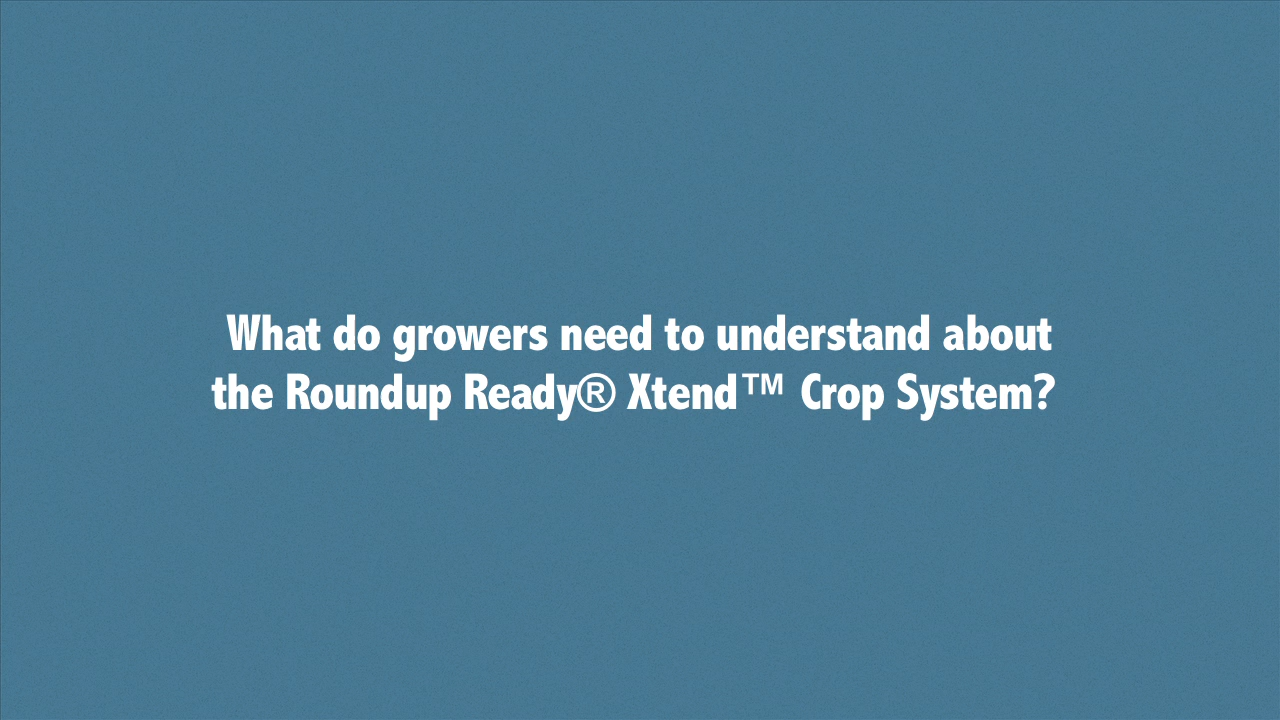 What do growers need to understand about
the Roundup Ready® Xtend™ Crop System?